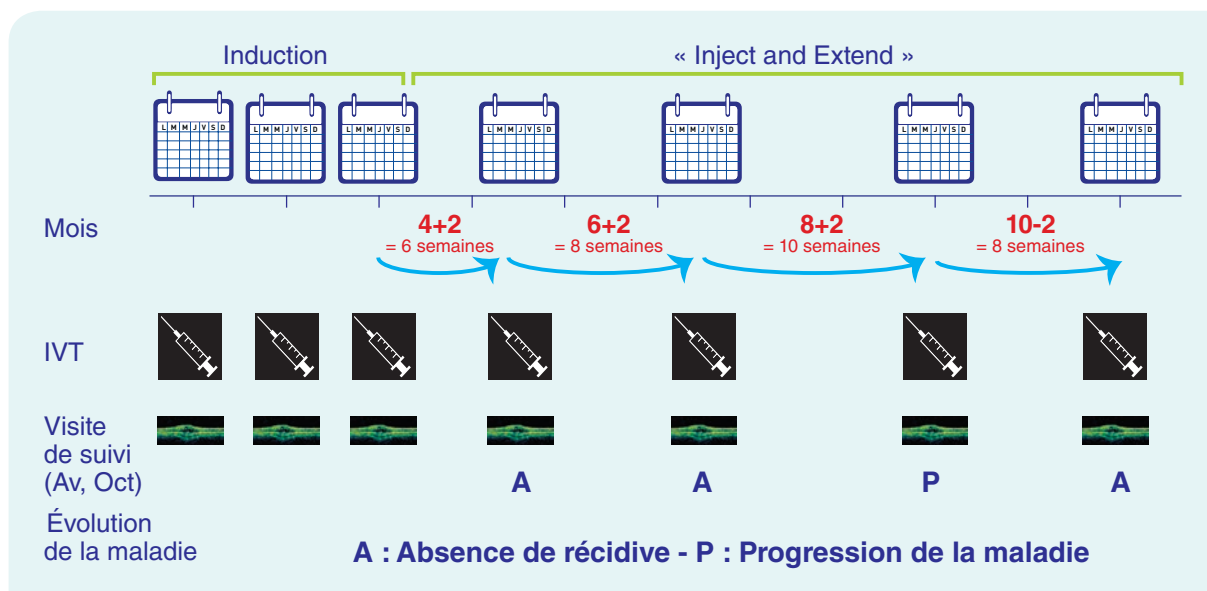 Induction
« Inject and Extend »
L M M J V S D
L M M J V S D
L M M J V S D
L M M J V S D
L M M J V S D
L M M J V S D
L M M J V S D
Mois
4+2
= 6 semaines
6+2
= 8 semaines
8+2
= 10 semaines
10-2
= 8 semaines
IVT
Visite
de suivi
(Av, Oct)
A
A
P
A
Évolution
de la maladie
A : Absence de récidive - P : Progression de la maladie